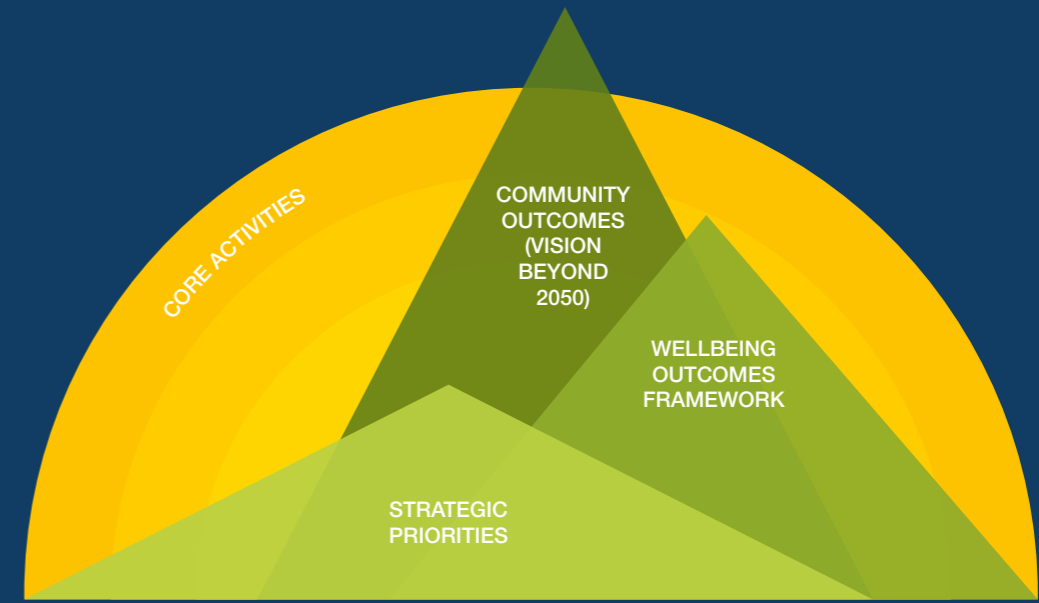 CORE ACTIVITIES
COMMUNITY
OUTCOMES
(VISION
BEYOND
2050)
WELLBEING
OUTCOMES
FRAMEWORK
STRATEGIC
PRIORITIES